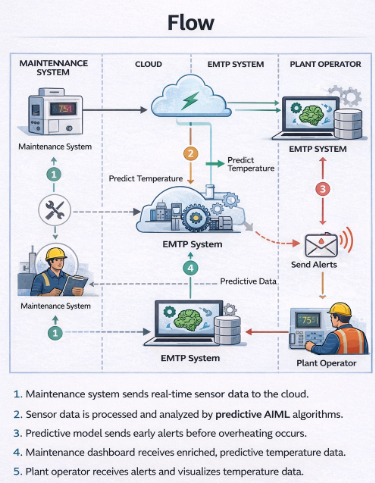 Flow
MAINTENANCE
SYSTEM
CLOUD
EMTP SYSTEM
PLANT OPERATOR
75
Maintenance System
EMTP SYSTEM
1
2
Predict
Temperature
Predict Temperature
3
EMTP System
Send Alerts
4
Predictive Data
Maintenance System
75
1
EMTP System
Plant Operator
1. Maintenance system sends real-time sensor data to the cloud.
2. Sensor data is processed and analyzed by predictive AIML algorithms.
3. Predictive model sends early alerts before overheating occurs.
4. Maintenance dashboard receives enriched, predictive temperature data.
5. Plant operator receives alerts and visualizes temperature data.